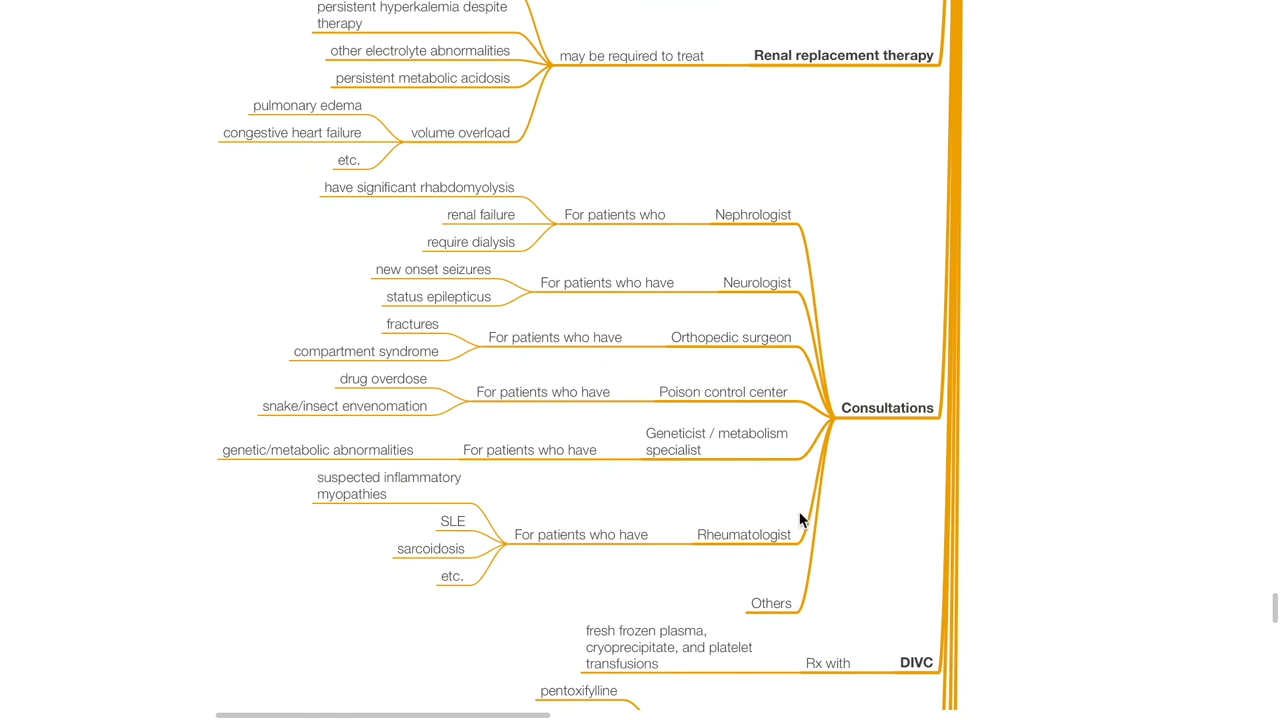 persistent hyperkalemia despite
therapy
other electrolyte abnormalities
persistent metabolic acidosis
may be required to treat
Renal replacement therapy
pulmonary edema
congestive heart failure
etc.
volume overload
have significant rhabdomyolysis
renal failure
require dialysis
For patients who
Nephrologist
new onset seizures
status epilepticus
For patients who have
Neurologist
fractures
compartment syndrome
For patients who have
Orthopedic surgeon
drug overdose
snake/insect envenomation
For patients who have
Poison control center
Consultations
genetic/metabolic abnormalities
For patients who have
Geneticist / metabolism
specialist
suspected inflammatory
myopathies
SLE
sarcoidosis
etc.
For patients who have
Rheumatologist
Others
fresh frozen plasma,
cryoprecipitate, and platelet
transfusions
Rx with
DIVC
pentoxifylline